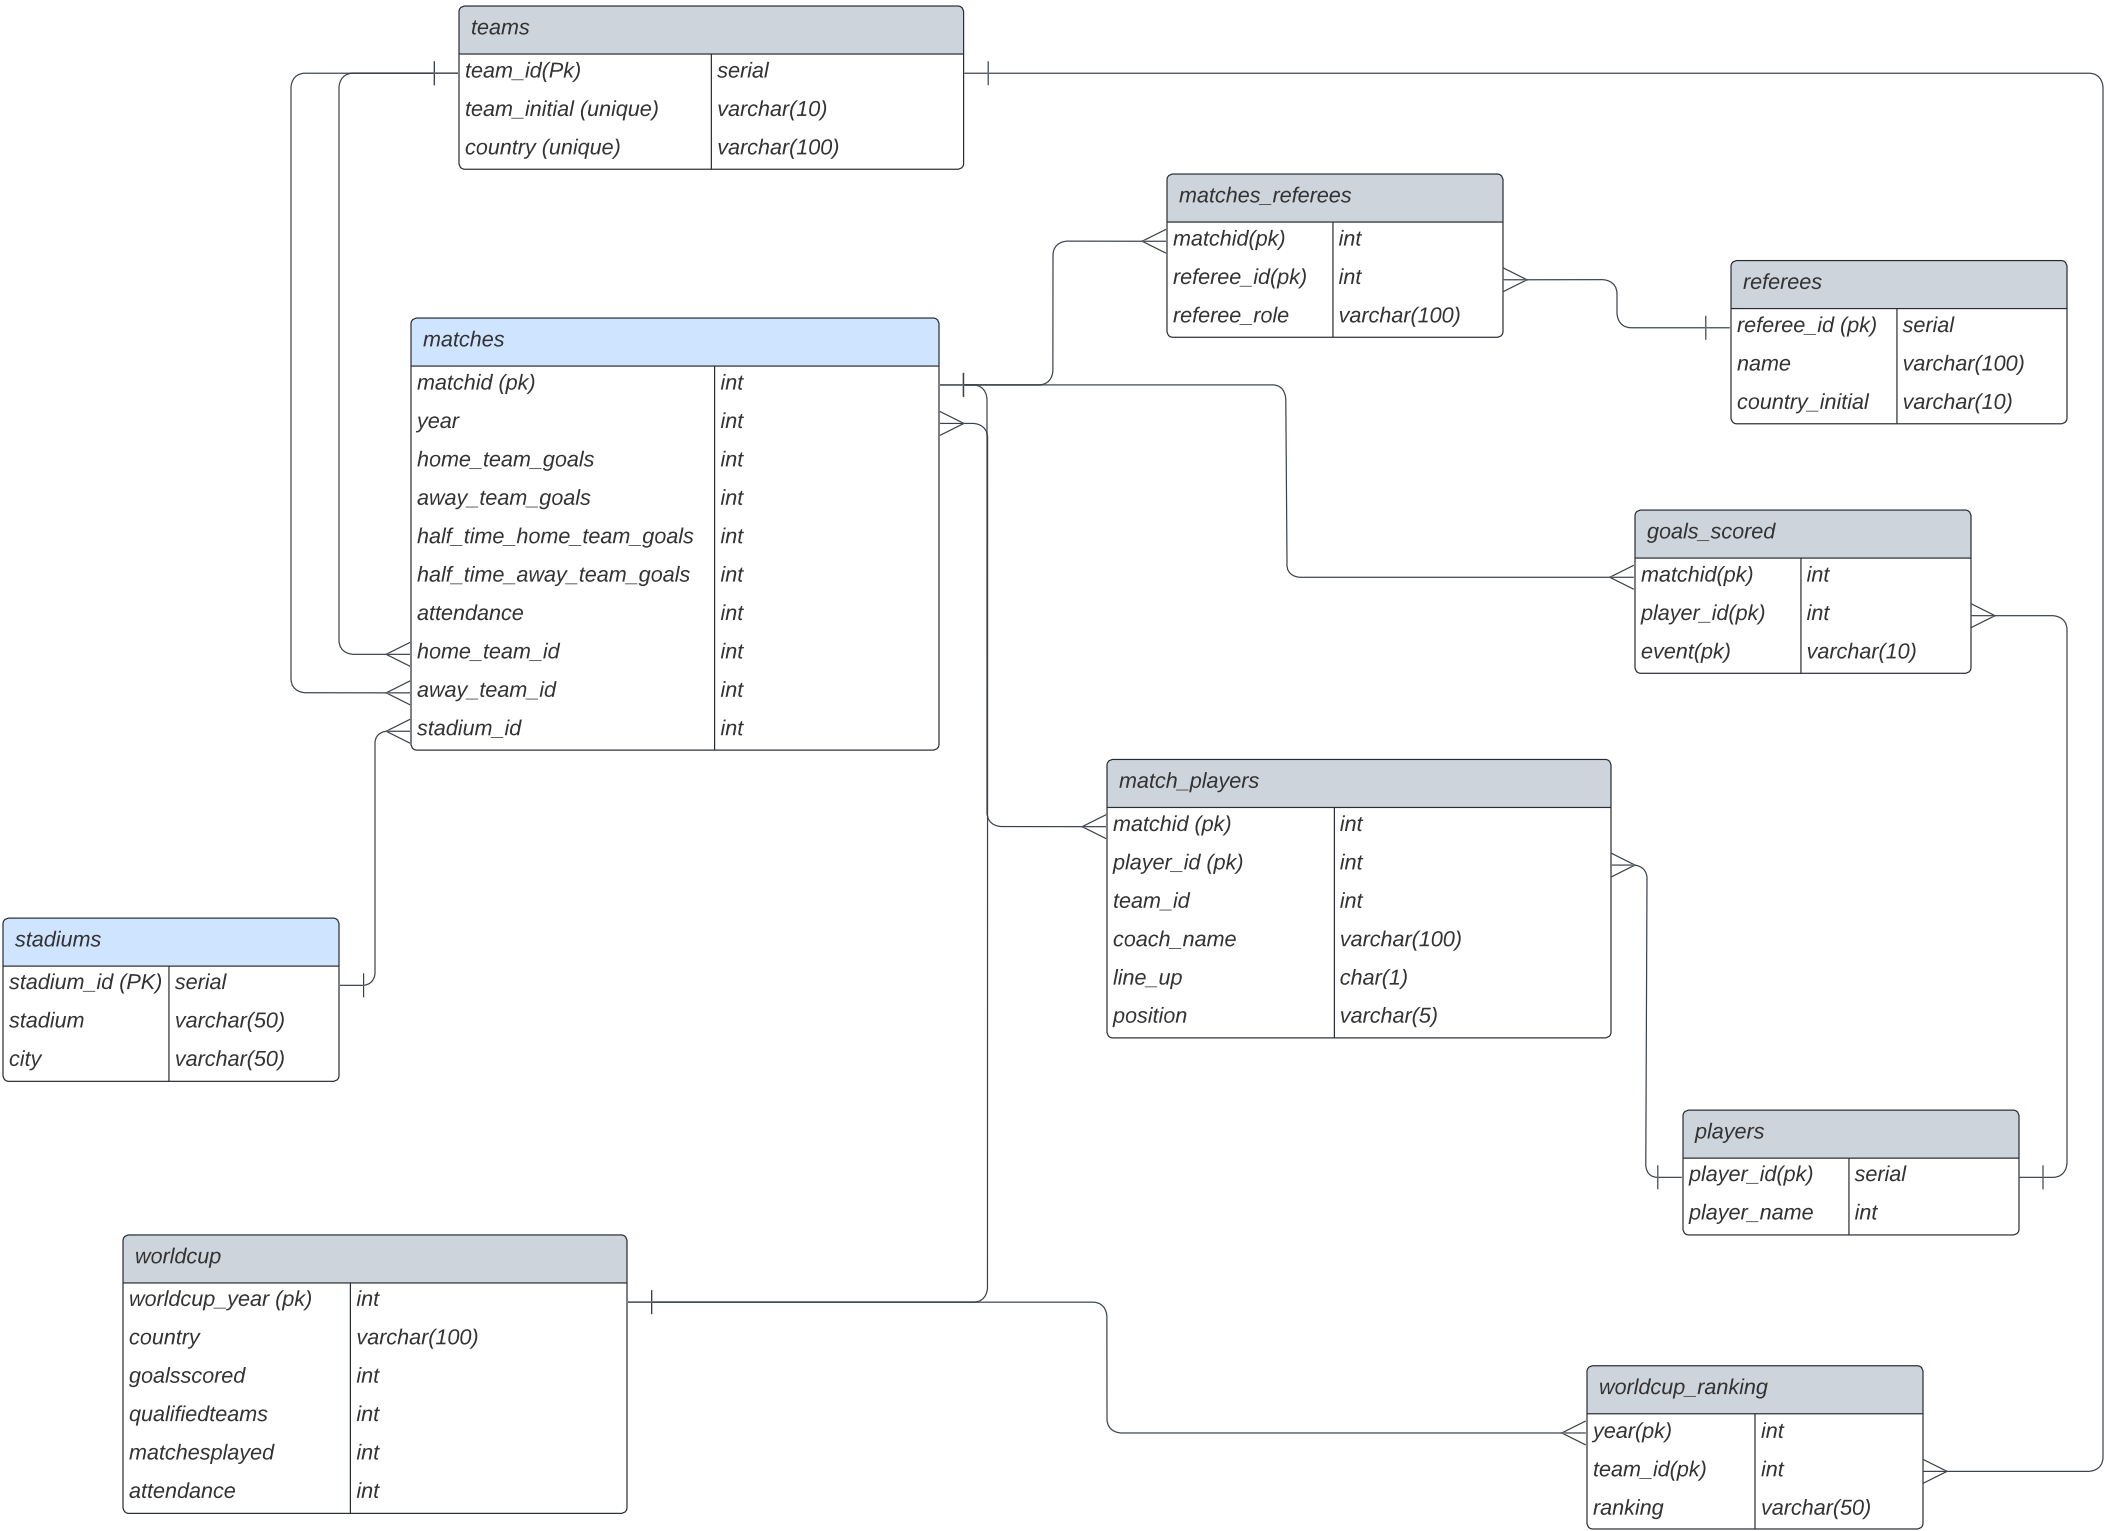 teams
team_id(Pk) serial
team_initial (unique) varchar(10)
country (unique) varchar(100)
matches_referees
matchid(pk) int
referee_id(pk) int
referee_role varchar(100)
referees
referee_id (pk) serial
name varchar(100)
country_initial varchar(10)
matches
matchid (pk) int
year int
home_team_goals int
away_team_goals int
half_time_home_team_goals int
half_time_away_team_goals int
attendance int
home_team_id int
away_team_id int
stadium_id int
goals_scored
matchid(pk) int
player_id(pk) int
event(pk) varchar(10)
match_players
matchid (pk) int
player_id (pk) int
team_id int
coach_name varchar(100)
line_up char(1)
position varchar(5)
stadiums
stadium_id (PK) serial
stadium varchar(50)
city varchar(50)
players
player_id(pk) serial
player_name int
worldcup
worldcup_year (pk) int
country varchar(100)
goalsscored int
qualifiedteams int
matchesplayed int
attendance int
worldcup_ranking
year(pk) int
team_id(pk) int
ranking varchar(50)